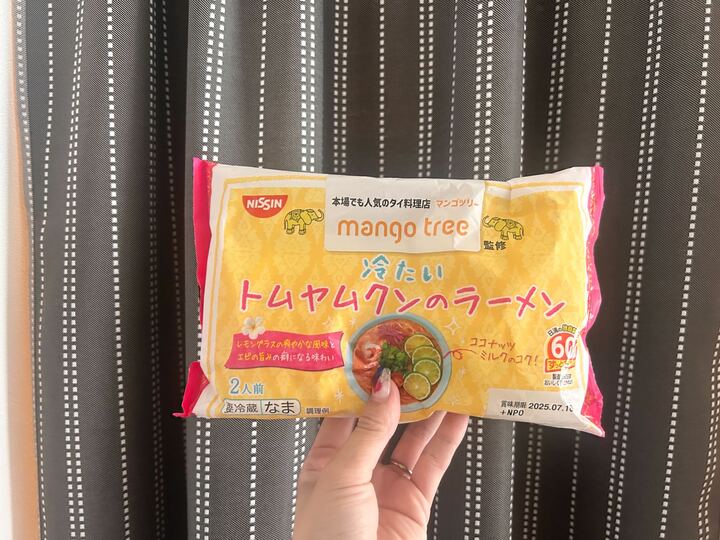 NISSIN
本場でも人気のタイ料理店 マンゴツリー
mango tree
監修
冷たい
トムヤムクンのラーメン
レモングラスの爽やかな風味と
エビの旨みの癖になる味わい
ココナッツ
ミルクのコク!
60
2人前
要冷蔵 なま 調理例
賞味期限 2025.07.1
+NPO